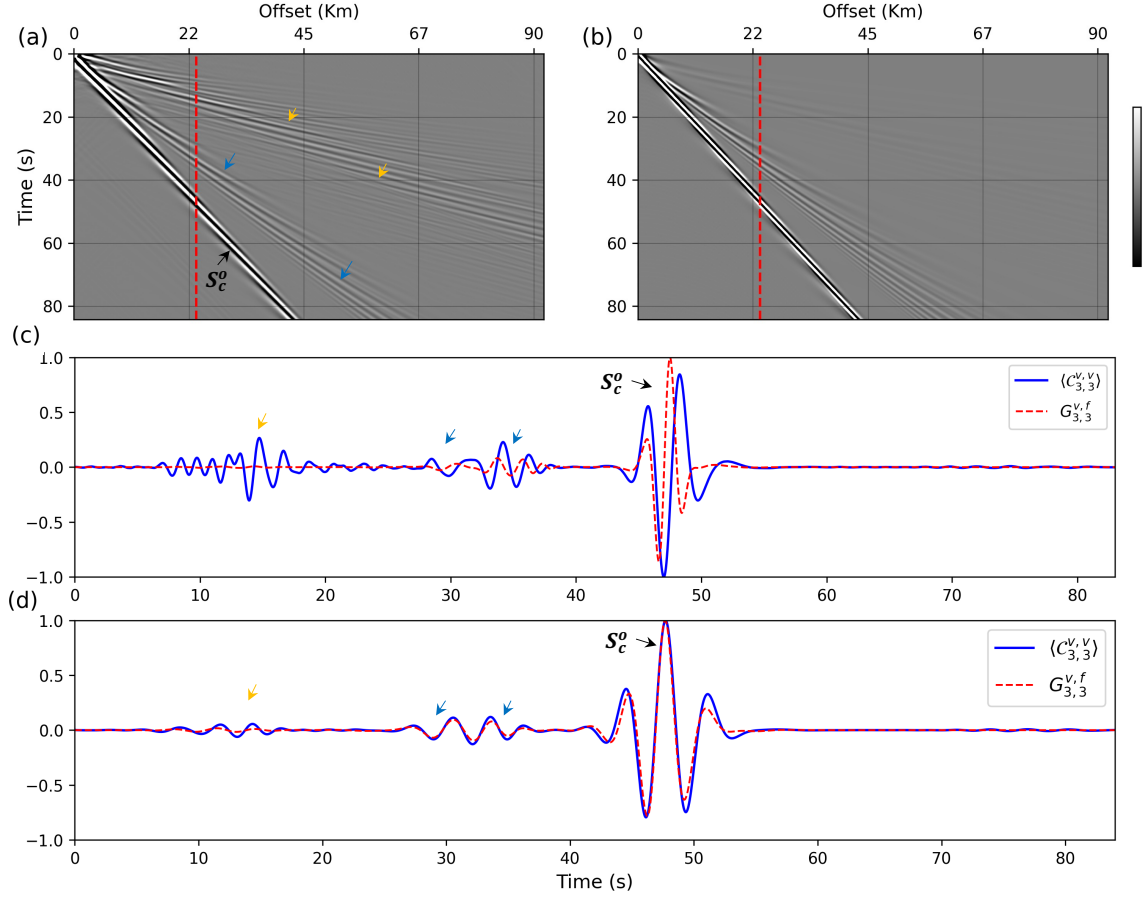 Offset (Km)
Offset (Km)
(a)
0 22 45 67 90
(b)
0 22 45 67 90
0
20
40
60
80
Time (s)
S_c^o
0
20
40
60
80
(c)
1.0
0.5
0.0
−0.5
−1.0
S_c^o
⟨𝒞_{3,3}^{v,v}⟩
G_{3,3}^{v,f}
0 10 20 30 40 50 60 70 80
(d)
1.0
0.5
0.0
−0.5
−1.0
S_c^o
⟨𝒞_{3,3}^{v,v}⟩
G_{3,3}^{v,f}
0 10 20 30 40 50 60 70 80
Time (s)